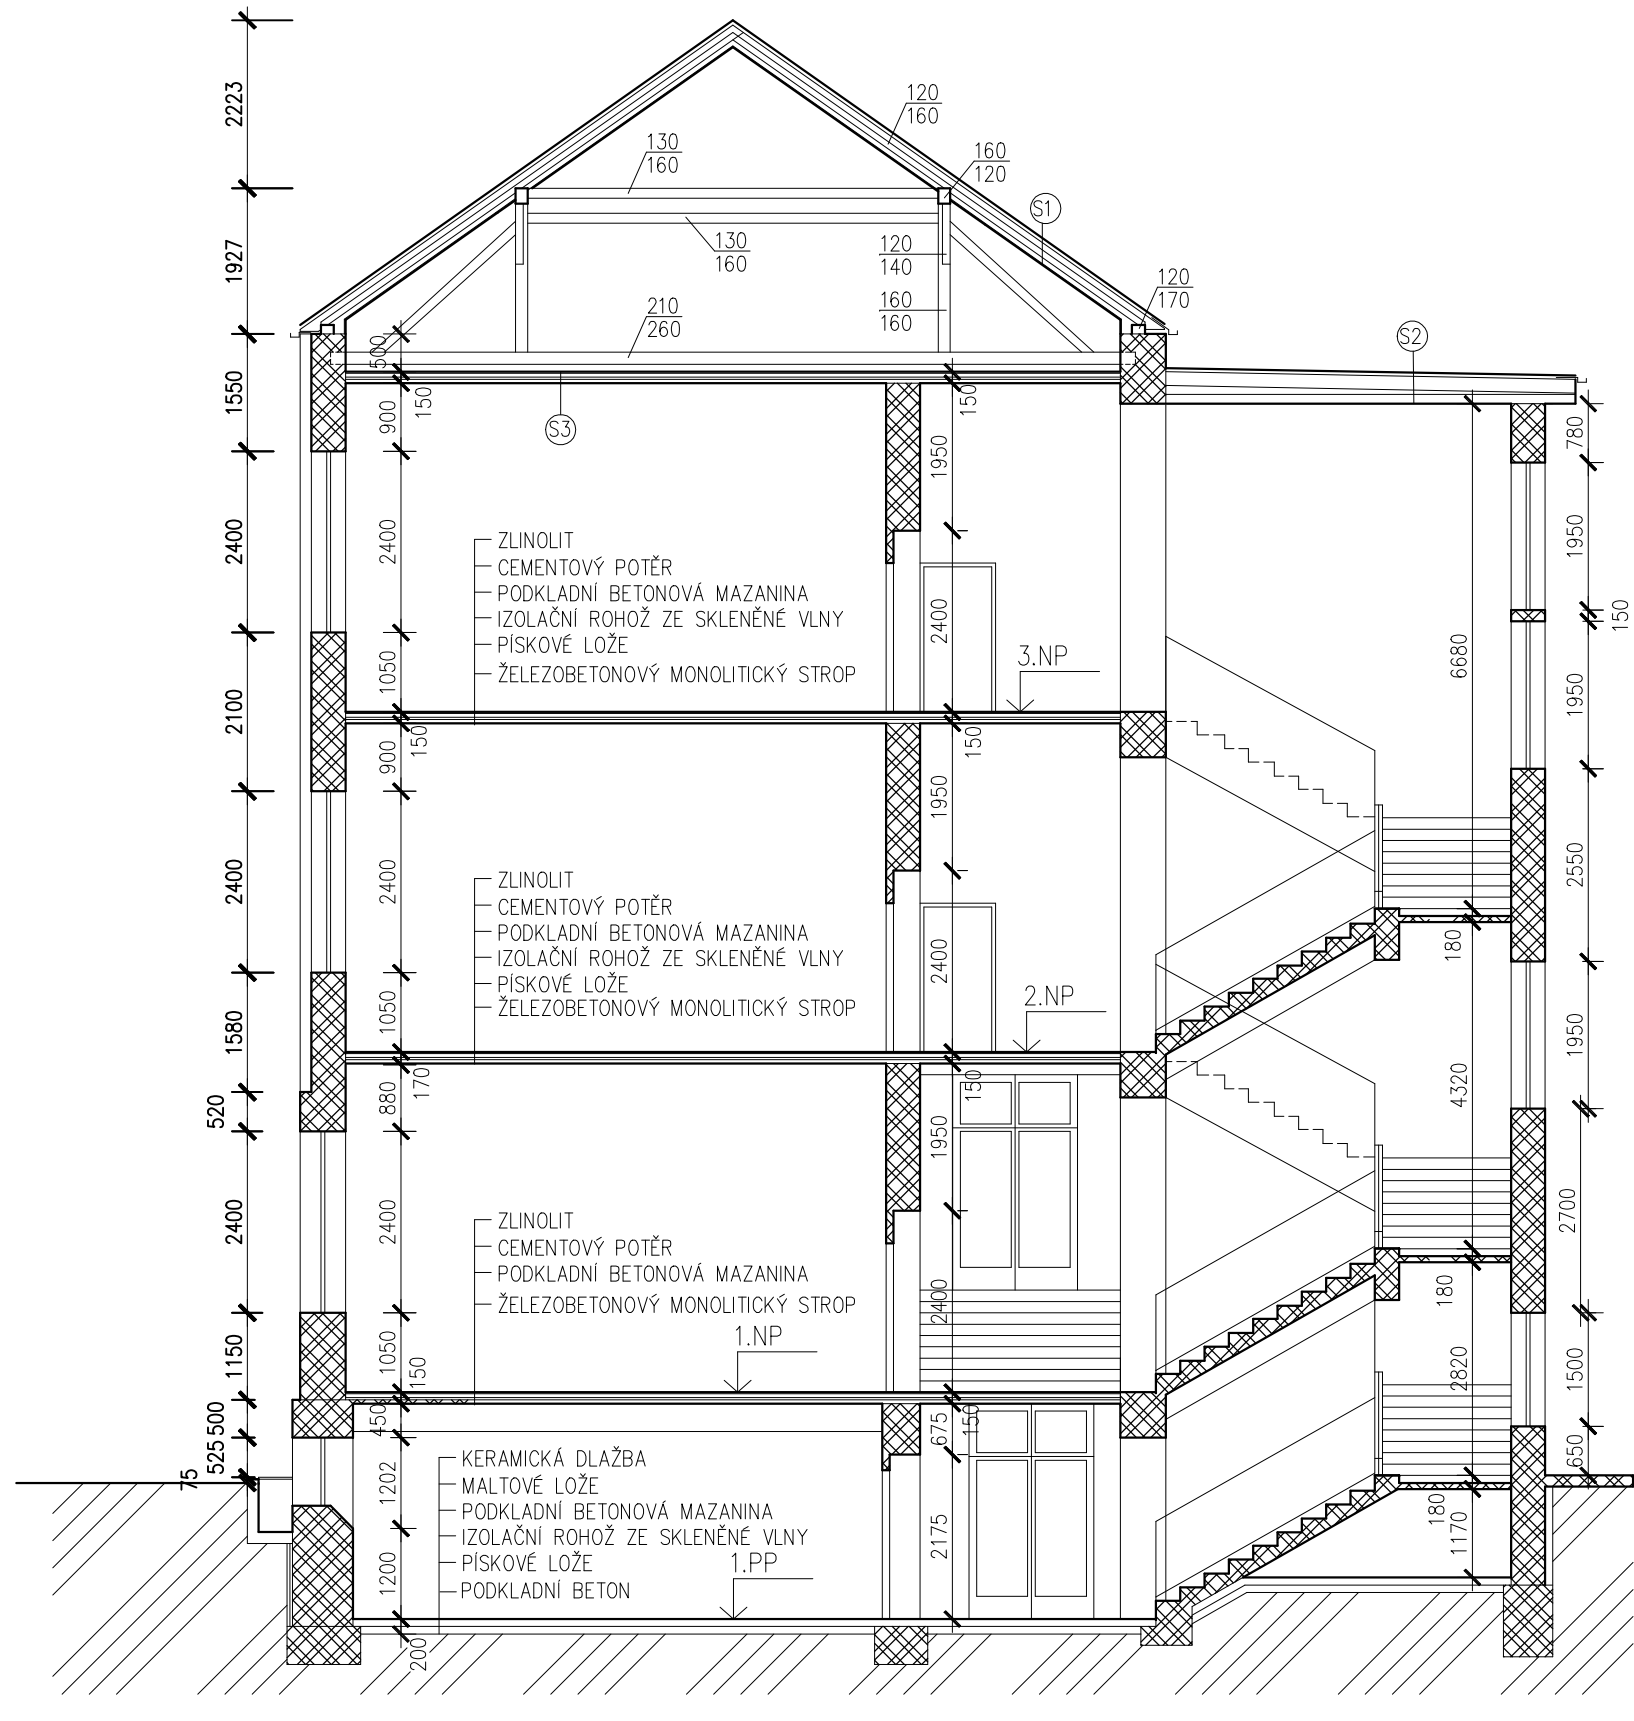 2223
1927
1550
2400
2100
2400
1580
520
2400
1150
500
525
75
120
160
130
160
160
120
S1
130
160
120
140
120
170
210
260
160
160
S2
500
150
150
900
S3
1950
780
2400
1950
150
ZLINOLIT
CEMENTOVÝ POTĚR
PODKLADNÍ BETONOVÁ MAZANINA
IZOLAČNÍ ROHOŽ ZE SKLENĚNÉ VLNY
PÍSKOVÉ LOŽE
ŽELEZOBETONOVÝ MONOLITICKÝ STROP
2400
1050
3.NP
6680
1950
150
150
900
1950
2400
2550
ZLINOLIT
CEMENTOVÝ POTĚR
PODKLADNÍ BETONOVÁ MAZANINA
IZOLAČNÍ ROHOŽ ZE SKLENĚNÉ VLNY
PÍSKOVÉ LOŽE
ŽELEZOBETONOVÝ MONOLITICKÝ STROP
2400
180
1050
2.NP
1950
170
150
880
4320
1950
2400
2700
ZLINOLIT
CEMENTOVÝ POTĚR
PODKLADNÍ BETONOVÁ MAZANINA
ŽELEZOBETONOVÝ MONOLITICKÝ STROP
2400
180
1050
1.NP
150
2820
1500
450
675
150
650
KERAMICKÁ DLAŽBA
MALTOVÉ LOŽE
PODKLADNÍ BETONOVÁ MAZANINA
IZOLAČNÍ ROHOŽ ZE SKLENĚNÉ VLNY
PÍSKOVÉ LOŽE
PODKLADNÍ BETON
1202
180
1170
2175
1.PP
1200
200